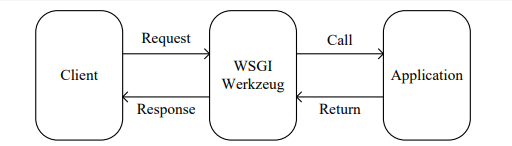 Client
Request
Response
WSGI
Werkzeug
Call
Return
Application